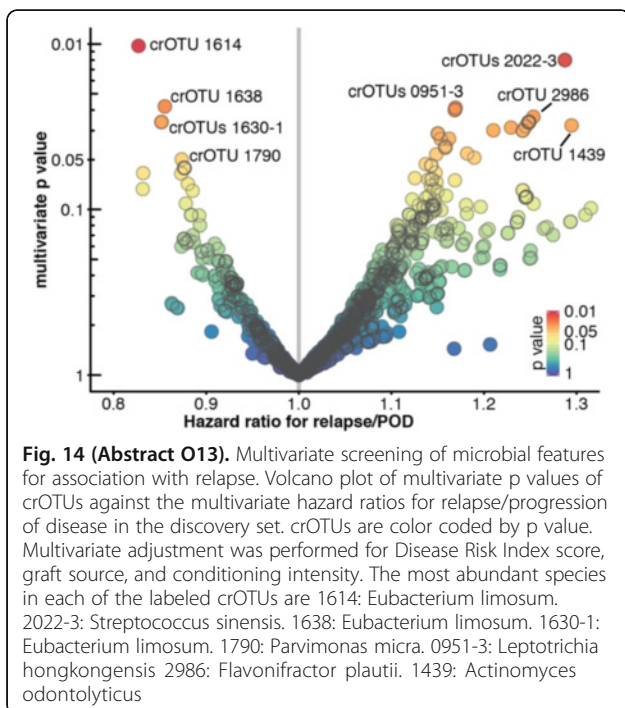 0.01
crOTU 1614
crOTUs 2022-3
crOTU 1638
crOTUs 0951-3
crOTU 2986
crOTUs 1630-1
crOTU 1790
crOTU 1439
0.05
0.1
multivariate p value
0.01
0.05
0.1
1
p value
1
0.8 0.9 1.0 1.1 1.2 1.3
Hazard ratio for relapse/POD
Fig. 14 (Abstract O13). Multivariate screening of microbial features
for association with relapse. Volcano plot of multivariate p values of
crOTUs against the multivariate hazard ratios for relapse/progression
of disease in the discovery set. crOTUs are color coded by p value.
Multivariate adjustment was performed for Disease Risk Index score,
graft source, and conditioning intensity. The most abundant species
in each of the labeled crOTUs are 1614: Eubacterium limosum.
2022-3: Streptococcus sinensis. 1638: Eubacterium limosum. 1630-1:
Eubacterium limosum. 1790: Parvimonas micra. 0951-3: Leptotrichia
hongkongensis 2986: Flavonifractor plautii. 1439: Actinomyces
odontolyticus